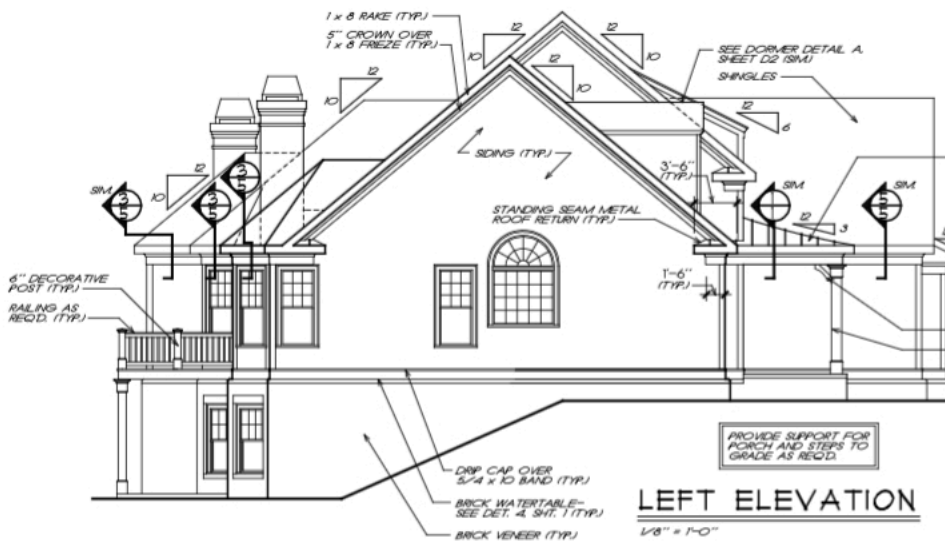 1 x 8 RAKE (TYP.)
5" CROWN OVER
1 x 8 FRIEZE (TYP.)
12
10
12
10
12
10
12
10
SEE DORMER DETAIL A,
SHEET D2 (SIM.)
SHINGLES
12
6
SIDING (TYP.)
3'-6"
(TYP.)
12
10
SIM.
SIM.
SIM.
STANDING SEAM METAL
ROOF RETURN (TYP.)
12
3
6" DECORATIVE
POST (TYP.)
RAILING AS
REQ'D. (TYP.)
1'-6"
(TYP.)
PROVIDE SUPPORT FOR
PORCH AND STEPS TO
GRADE AS REQ'D.
DRIP CAP OVER
5/4 x 10 BAND (TYP.)
BRICK WATERTABLE-
SEE DET. 4, SHT. 1 (TYP.)
BRICK VENEER (TYP.)
LEFT ELEVATION
1/8" = 1'-0"